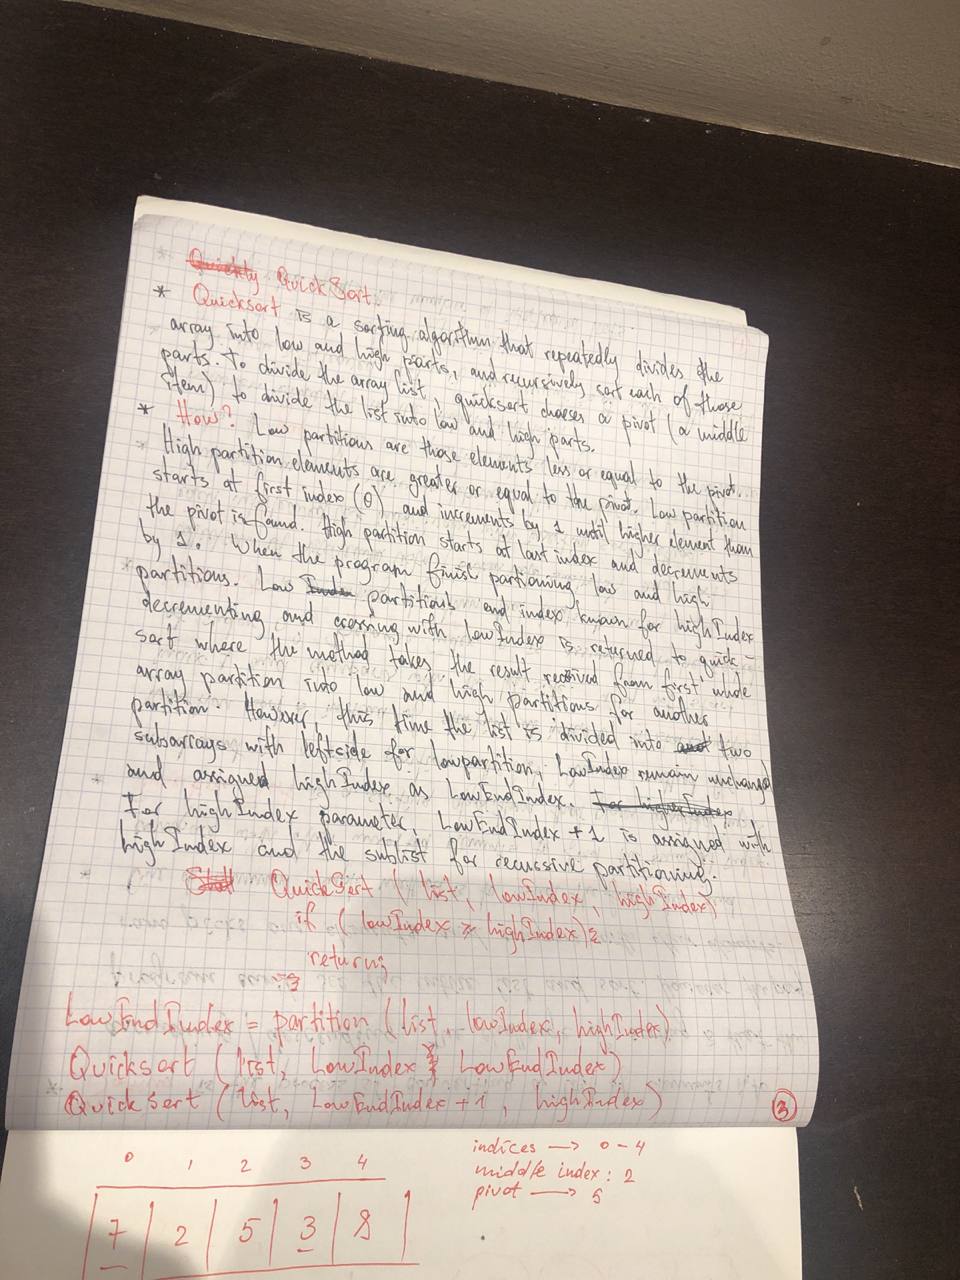 Quickly QuickSort:
* Quicksort is a sorting algorithm that repeatedly divides the
array into low and high parts, and recursively sort each of those
parts. To divide the array list, quicksort chooses a pivot (a middle
item) to divide the list into low and high parts.
* How? Low partitions are those elements less or equal to the pivot.
High partition elements are greater or equal to the pivot. Low partition
starts at first index (0) and increments by 1 until higher element than
the pivot is found. High partition starts at last index and decrements
by 1. When the program finish partioning low and high
partitions. Low Index partitions end index known for highIndex
decrementing and crossing with lowIndex is returned to quick-
sort where the method takes the result received from first whole
array partition into low and high partitions for another
partition. However, this time the list is divided into two
subarrays with leftside for lowpartition, LowIndex remain unchanged
and assigned highIndex as LowEndIndex. For higherIndex
For highIndex parameter, LowEndIndex +1 is assigned with
highIndex and the sublist for recussive partitioning.
QuickSort (list, lowIndex, highIndex)
if (lowIndex ≥ highIndex){
return;
}
LowEndIndex = partition (list, lowIndex, highIndex)
Quicksort (list, LowIndex, LowEndIndex)
QuickSort (list, LowEndIndex + 1, highIndex)
3
indices → 0 - 4
middle index: 2
pivot → 5
0 1 2 3 4
7 2 5 3 8